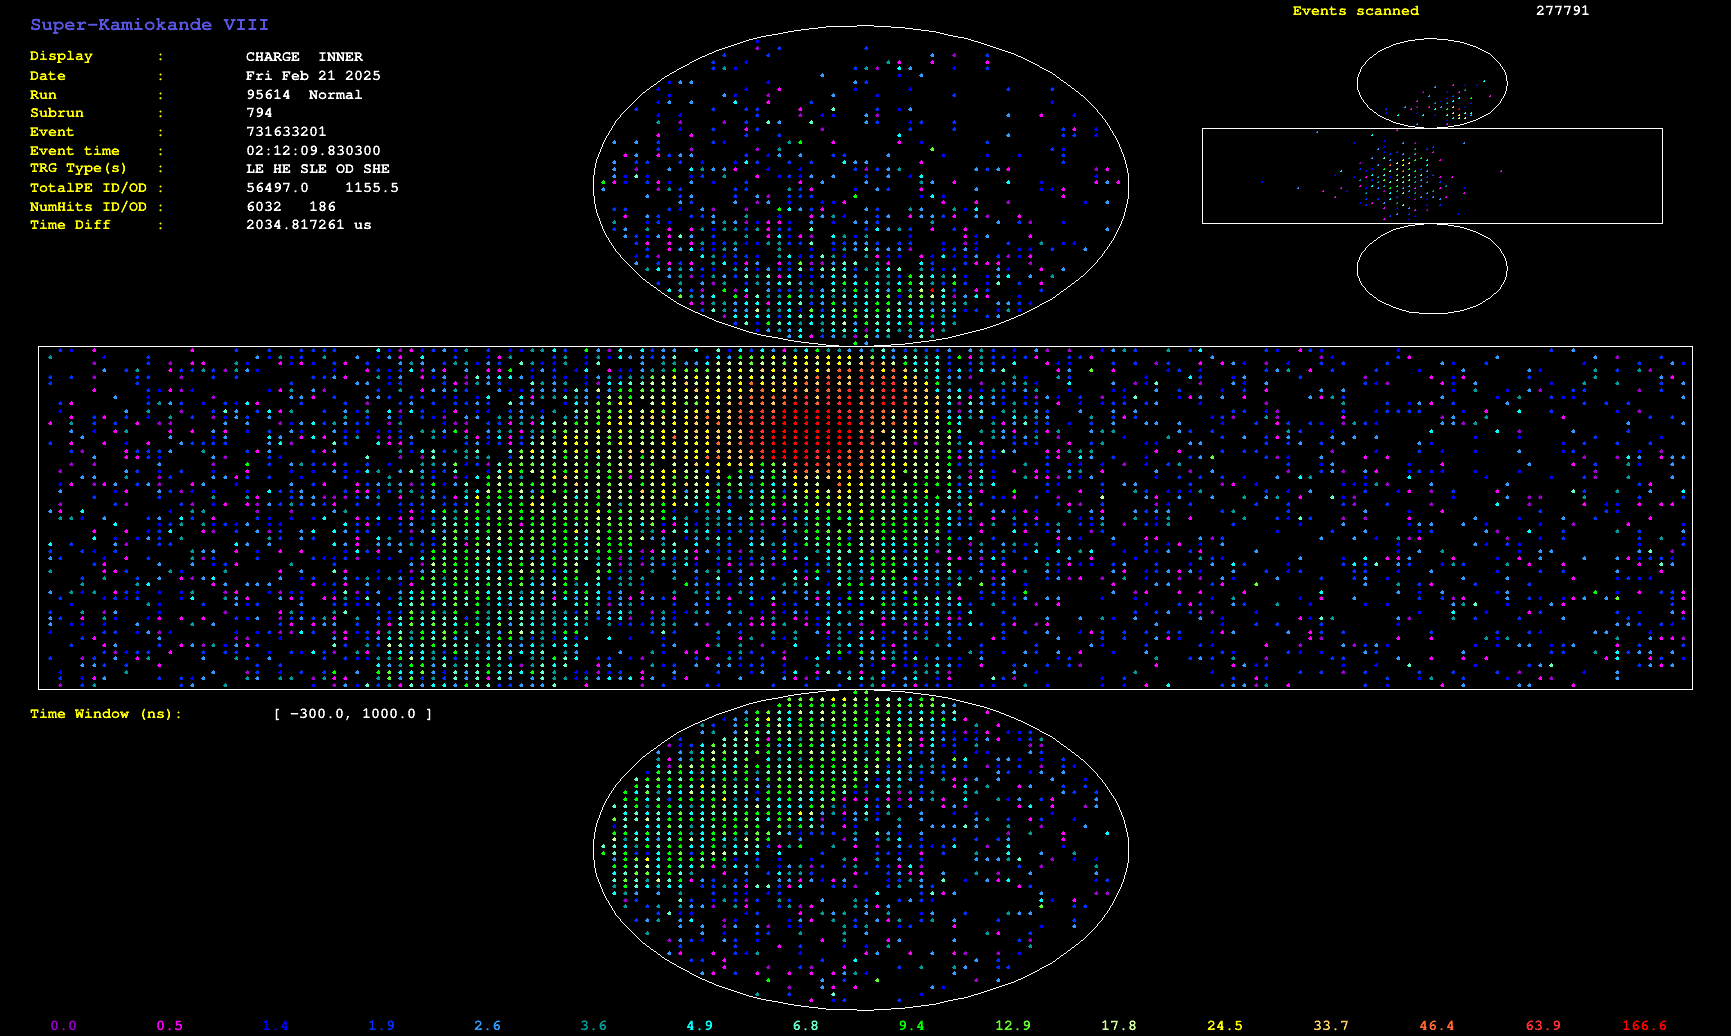 Super-Kamiokande VIII
Display : CHARGE INNER
Date : Fri Feb 21 2025
Run : 95614 Normal
Subrun : 794
Event : 731633201
Event time : 02:12:09.830300
TRG Type(s) : LE HE SLE OD SHE
TotalPE ID/OD : 56497.0 1155.5
NumHits ID/OD : 6032 186
Time Diff : 2034.817261 us
Events scanned 277791
Time Window (ns): [ -300.0, 1000.0 ]
0.0 0.5 1.4 1.9 2.6 3.6 4.9 6.8 9.4 12.9 17.8 24.5 33.7 46.4 63.9 166.6